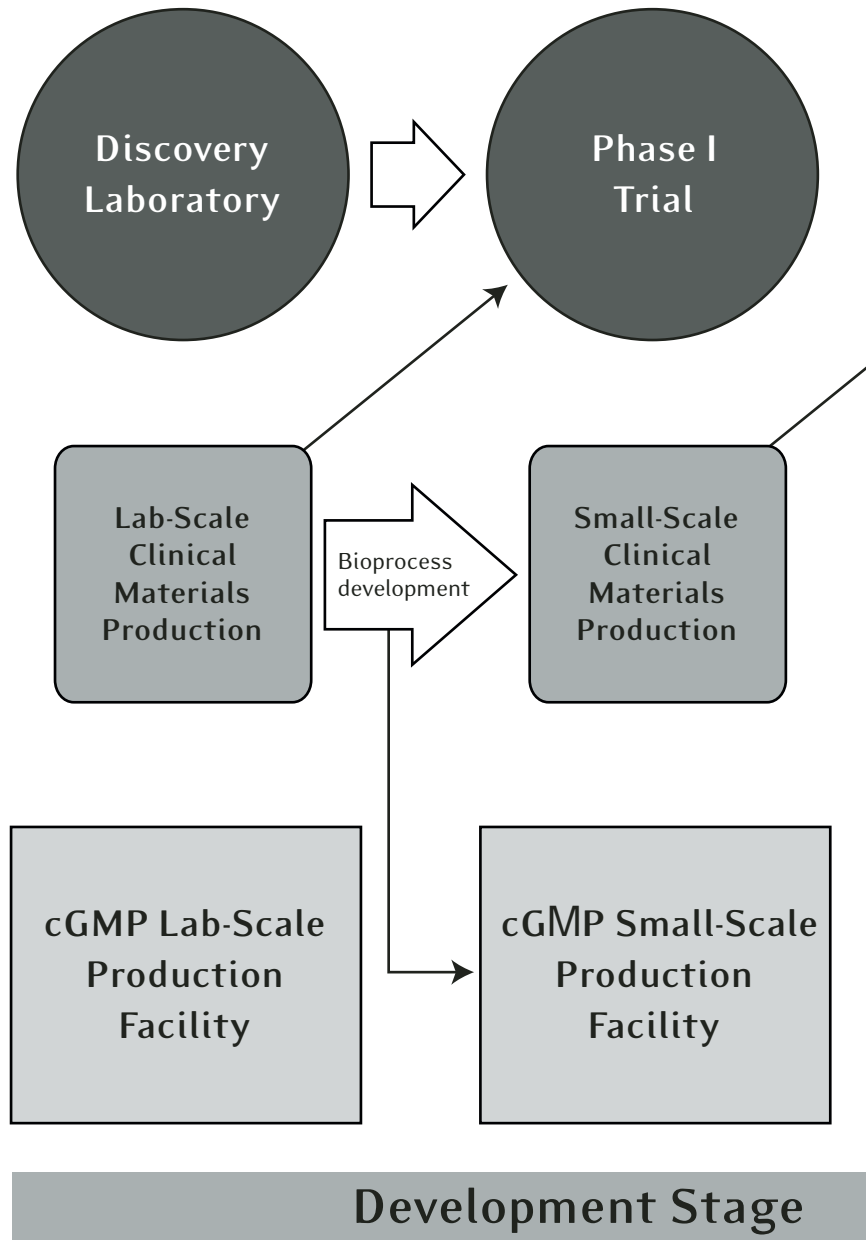 Discovery
Laboratory
Phase I
Trial
Lab-Scale
Clinical
Materials
Production
Bioprocess
development
Small-Scale
Clinical
Materials
Production
cGMP Lab-Scale
Production
Facility
cGMP Small-Scale
Production
Facility
Development Stage